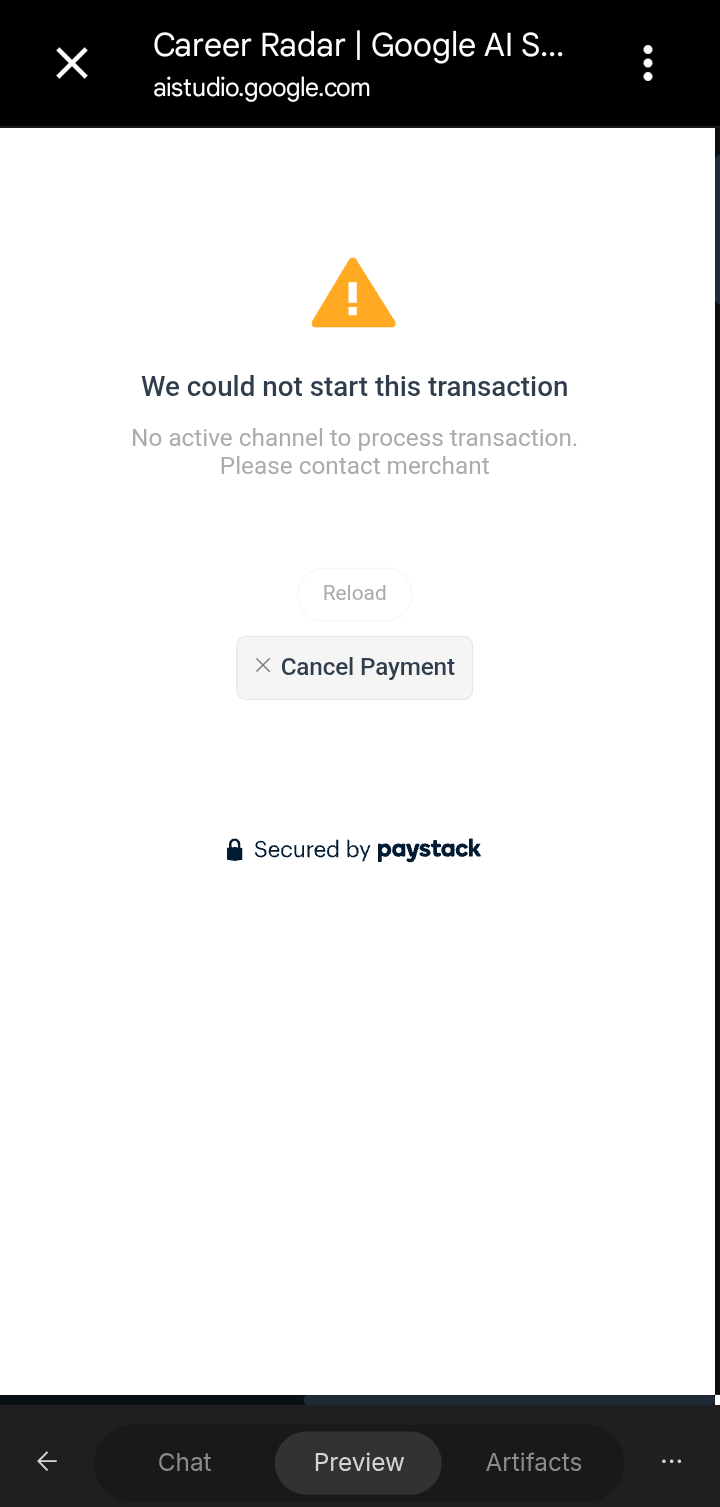 Career Radar | Google AI S...
aistudio.google.com
We could not start this transaction
No active channel to process transaction.
Please contact merchant
Reload
Cancel Payment
Secured by paystack
Chat
Preview
Artifacts